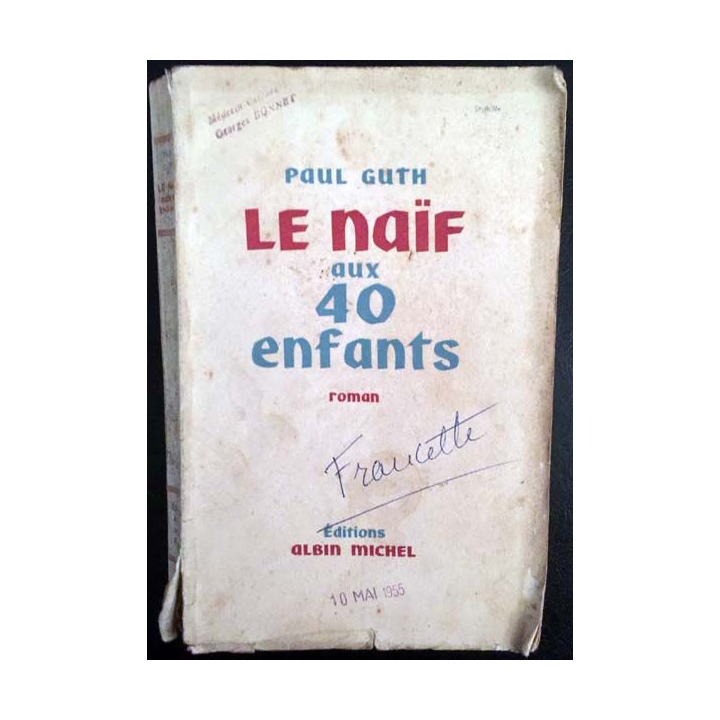 Georges BONNET
PAUL GUTH
LE naïf
aux
40
enfants
roman
Francette
Éditions
ALBIN MICHEL
10 MAI 1955